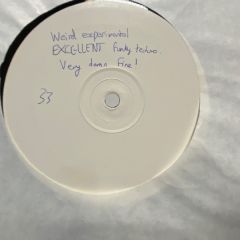 Weird experimental
EXCELLENT funky techno.
Very damn fine!
33